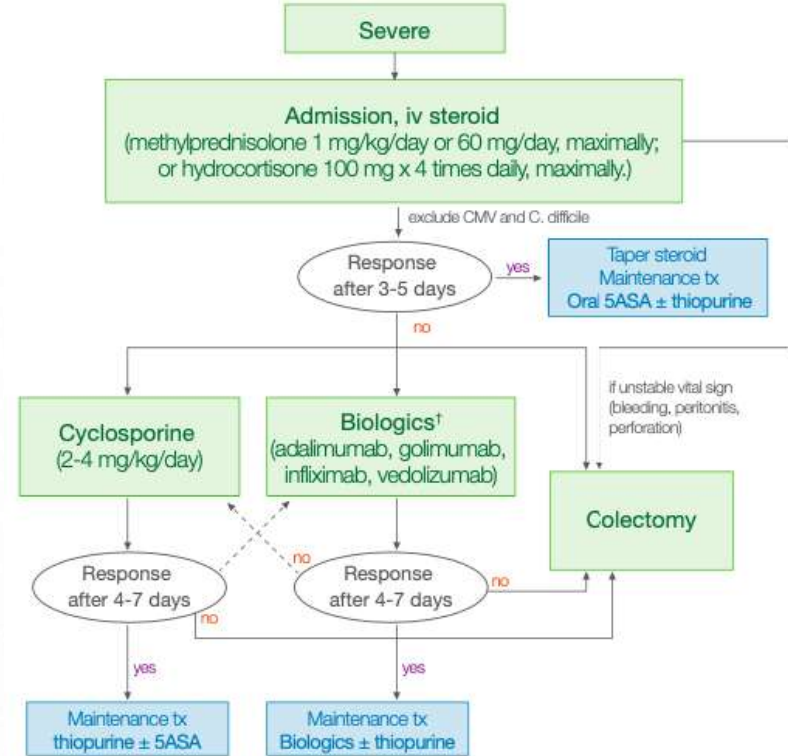 Severe
Admission, iv steroid
(methylprednisolone 1 mg/kg/day or 60 mg/day, maximally;
or hydrocortisone 100 mg x 4 times daily, maximally.)
exclude CMV and C. difficile
Response
after 3-5 days
yes
Taper steroid
Maintenance tx
Oral 5ASA ± thiopurine
no
if unstable vital sign
(bleeding, peritonitis,
perforation)
Cyclosporine
(2-4 mg/kg/day)
Biologics†
(adalimumab, golimumab,
infliximab, vedolizumab)
Colectomy
Response
after 4-7 days
no
no
Response
after 4-7 days
no
yes
yes
Maintenance tx
thiopurine ± 5ASA
Maintenance tx
Biologics ± thiopurine